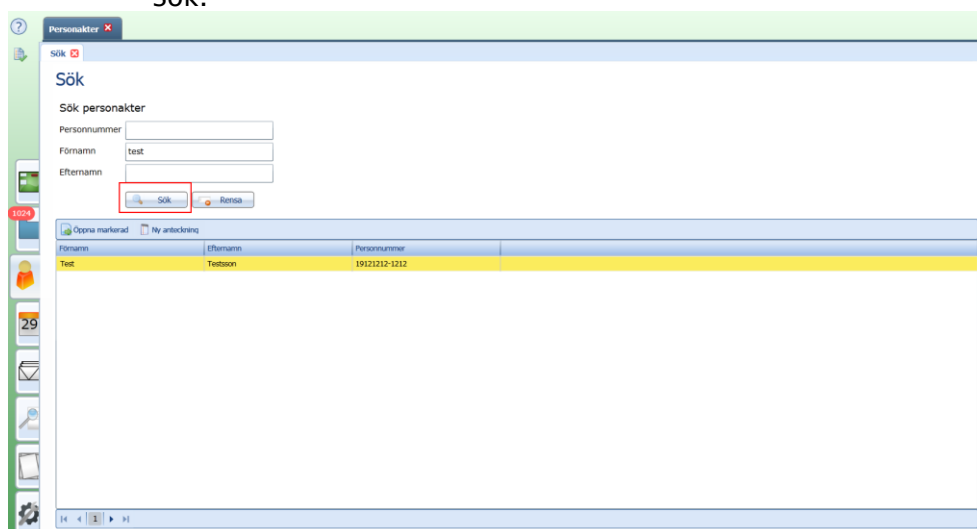 Sök.
Personakter
Sök
Sök
Sök personakter
Personnummer
Förnamn test
Efternamn
Sök Rensa
1024
Öppna markerad Ny anteckning
Förnamn Efternamn Personnummer
Test Testsson 19121212-1212
29
1